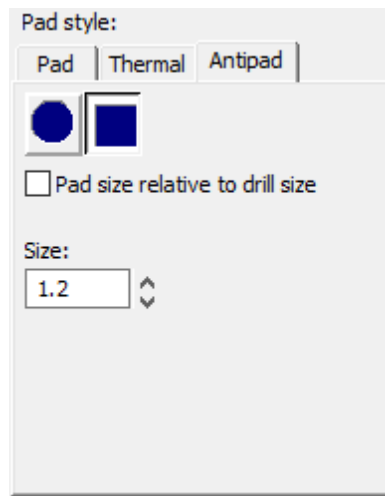 Pad style:
Pad Thermal Antipad
Pad size relative to drill size
Size:
1.2